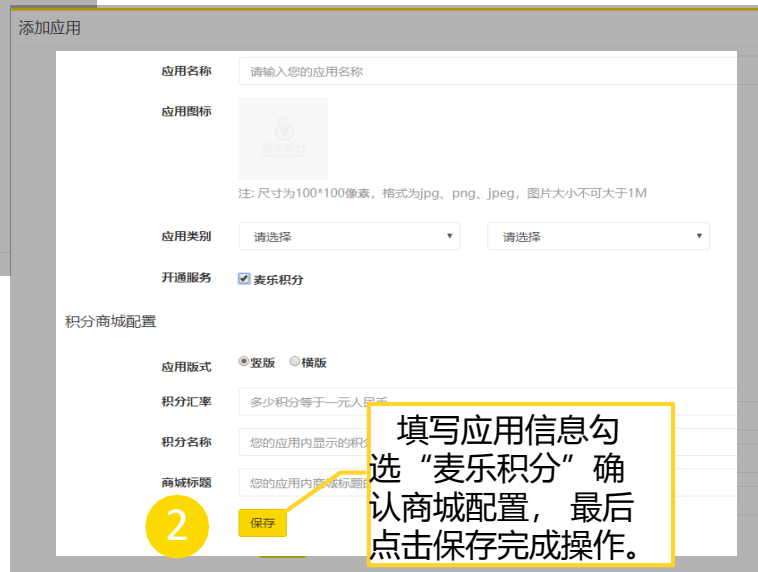 添加应用
应用名称 请输入您的应用名称
应用图标
麦乐积分
注: 尺寸为100*100像素，格式为jpg、png、jpeg，图片大小不可大于1M
应用类别 请选择 请选择
开通服务 麦乐积分
积分商城配置
应用版式 竖版 横版
积分汇率 多少积分等于一元人民币
积分名称 您的应用内显示的积
商城标题 您的应用内商城标题
2
保存
填写应用信息勾
选“麦乐积分”确
认商城配置， 最后
点击保存完成操作。